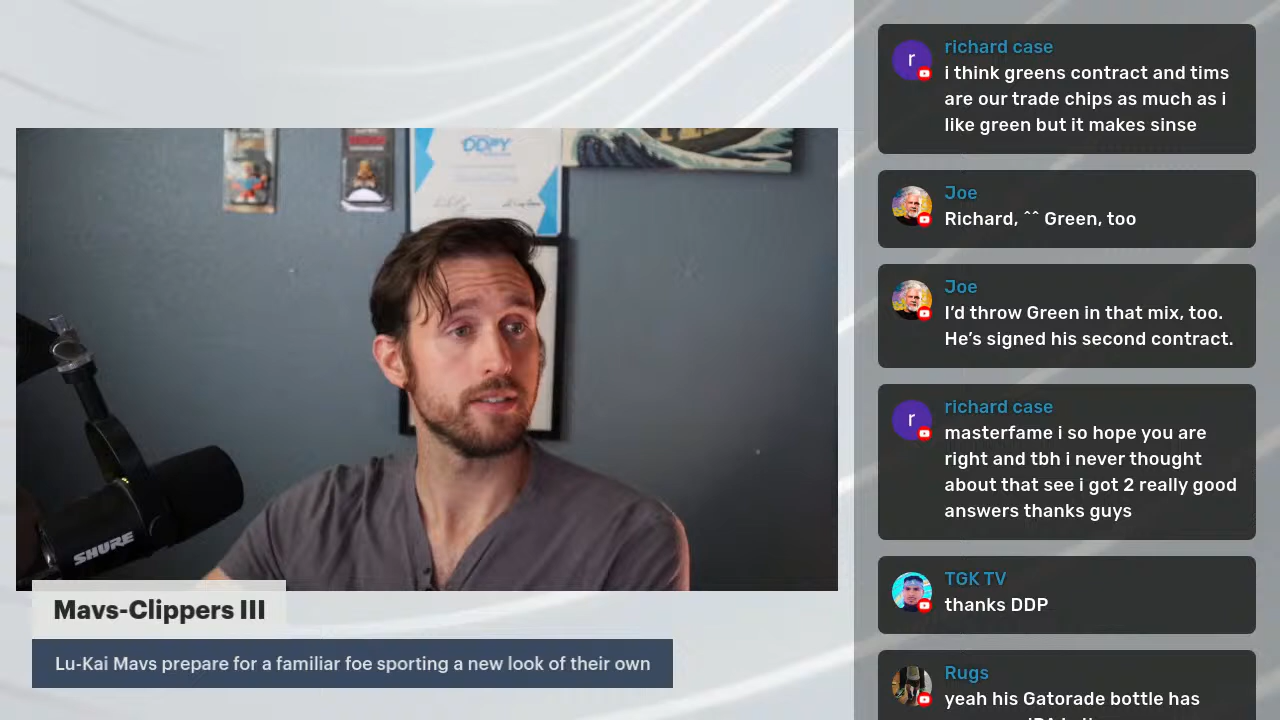 DDPY
SHURE
Mavs-Clippers III
Lu-Kai Mavs prepare for a familiar foe sporting a new look of their own
richard case
i think greens contract and tims
are our trade chips as much as i
like green but it makes sinse
Joe
Richard, ^^ Green, too
Joe
I’d throw Green in that mix, too.
He’s signed his second contract.
richard case
masterfame i so hope you are
right and tbh i never thought
about that see i got 2 really good
answers thanks guys
TGK TV
thanks DDP
Rugs
yeah his Gatorade bottle has